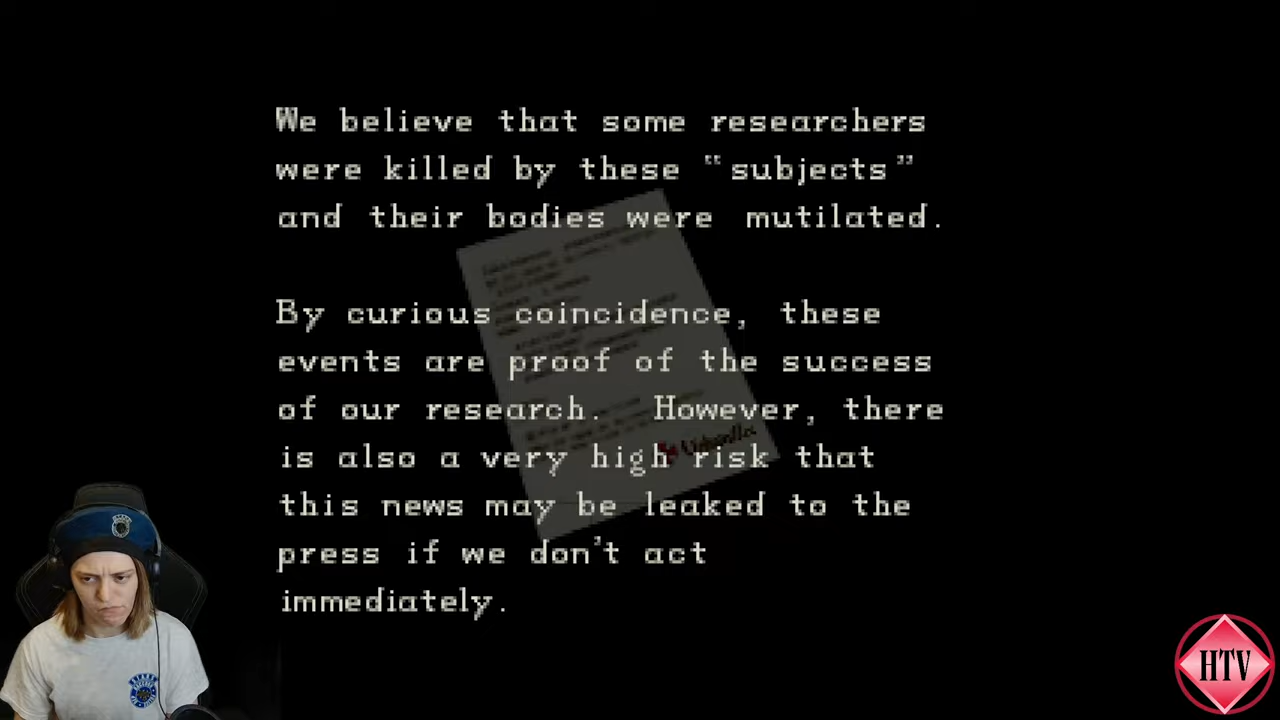 We believe that some researchers
were killed by these “subjects”
and their bodies were mutilated.
By curious coincidence, these
events are proof of the success
of our research. However, there
is also a very high risk that
this news may be leaked to the
press if we don't act
immediately.
HTV